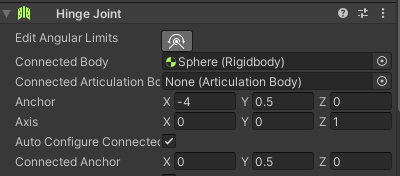 Hinge Joint
Edit Angular Limits
Connected Body Sphere (Rigidbody)
Connected Articulation Bo None (Articulation Body)
Anchor X -4 Y 0.5 Z 0
Axis X 0 Y 0 Z 1
Auto Configure Connected
Connected Anchor X 0 Y 0.5 Z 0